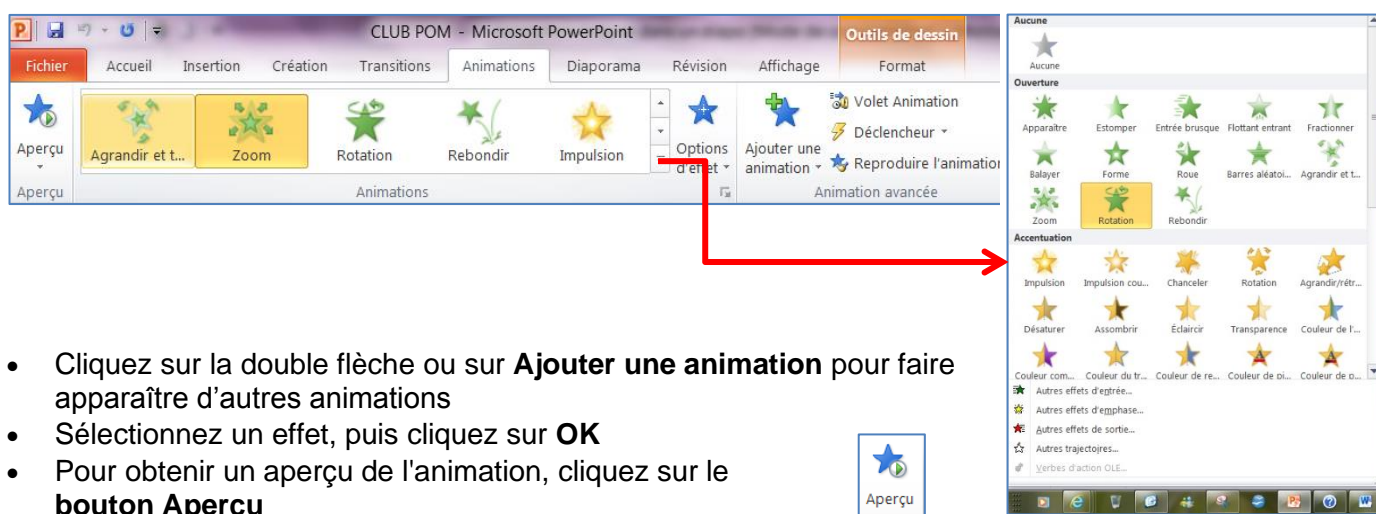 CLUB POM - Microsoft PowerPoint
Outils de dessin
Fichier Accueil Insertion Création Transitions Animations Diaporama Révision Affichage Format
Aperçu
Agrandir et t... Zoom Rotation Rebondir Impulsion
Options d'effet
Ajouter une animation
Volet Animation
Déclencheur
Reproduire l'animation
Aperçu Animations Animation avancée
Aucune
Aucune
Ouverture
Apparaître Estomper Entrée brusque Flottant entrant Fractionner
Balayer Forme Roue Barres aléatoi... Agrandir et t...
Zoom Rotation Rebondir
Accentuation
Impulsion Impulsion cou... Chanceler Rotation Agrandir/rétr...
Désaturer Assombrir Éclaircir Transparence Couleur de l'...
Couleur com... Couleur du tr... Couleur de re... Couleur de pi... Couleur de p...
Autres effets d'entrée...
Autres effets d'emphase...
Autres effets de sortie...
Autres trajectoires...
Verbes d'action OLE...
• Cliquez sur la double flèche ou sur Ajouter une animation pour faire
apparaître d'autres animations
• Sélectionnez un effet, puis cliquez sur OK
• Pour obtenir un aperçu de l'animation, cliquez sur le
bouton Aperçu
Aperçu